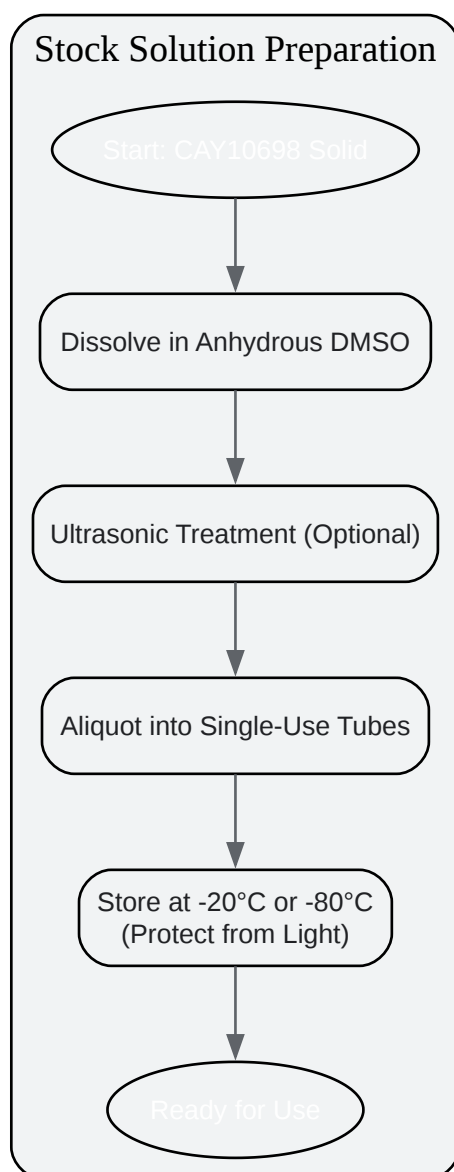 Stock Solution Preparation
Start: CAY10698 Solid
Dissolve in Anhydrous DMSO
Ultrasonic Treatment (Optional)
Aliquot into Single-Use Tubes
Store at -20°C or -80°C
(Protect from Light)
Ready for Use